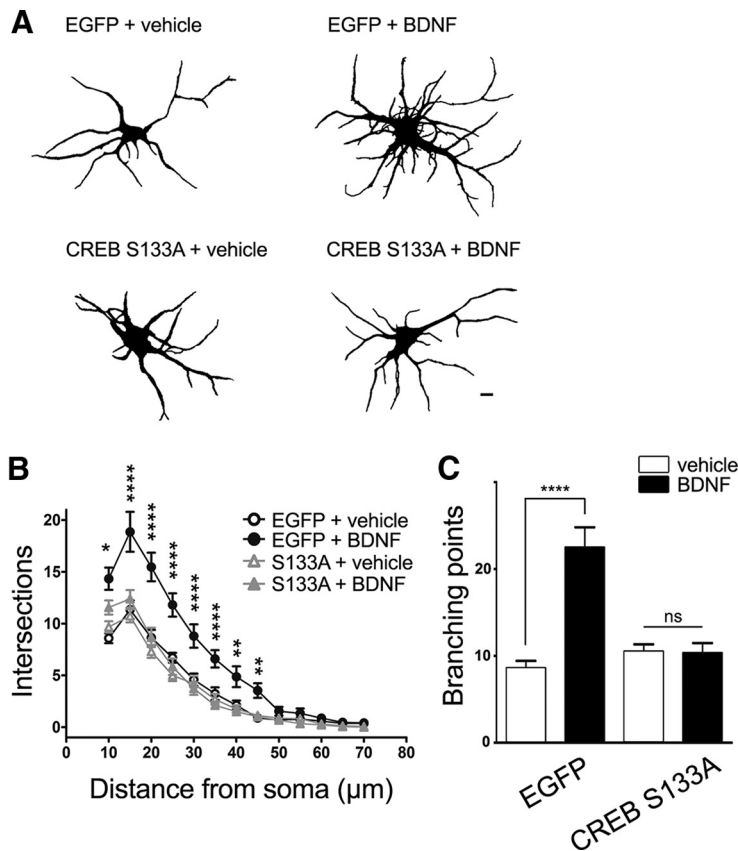 A
EGFP + vehicle
EGFP + BDNF
CREB S133A + vehicle
CREB S133A + BDNF
B
*
****
****
****
****
****
**
**
EGFP + vehicle
EGFP + BDNF
S133A + vehicle
S133A + BDNF
Intersections
20
15
10
5
0
0 10 20 30 40 50 60 70 80
Distance from soma (μm)
C
vehicle
BDNF
****
ns
Branching points
20
10
0
EGFP
CREB S133A